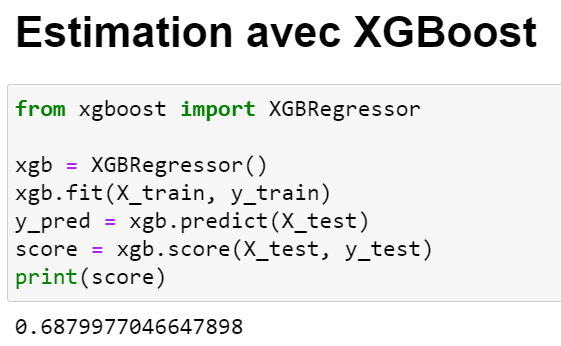 Estimation avec XGBoost
from xgboost import XGBRegressor
xgb = XGBRegressor()
xgb.fit(X_train, y_train)
y_pred = xgb.predict(X_test)
score = xgb.score(X_test, y_test)
print(score)
0.6879977046647898